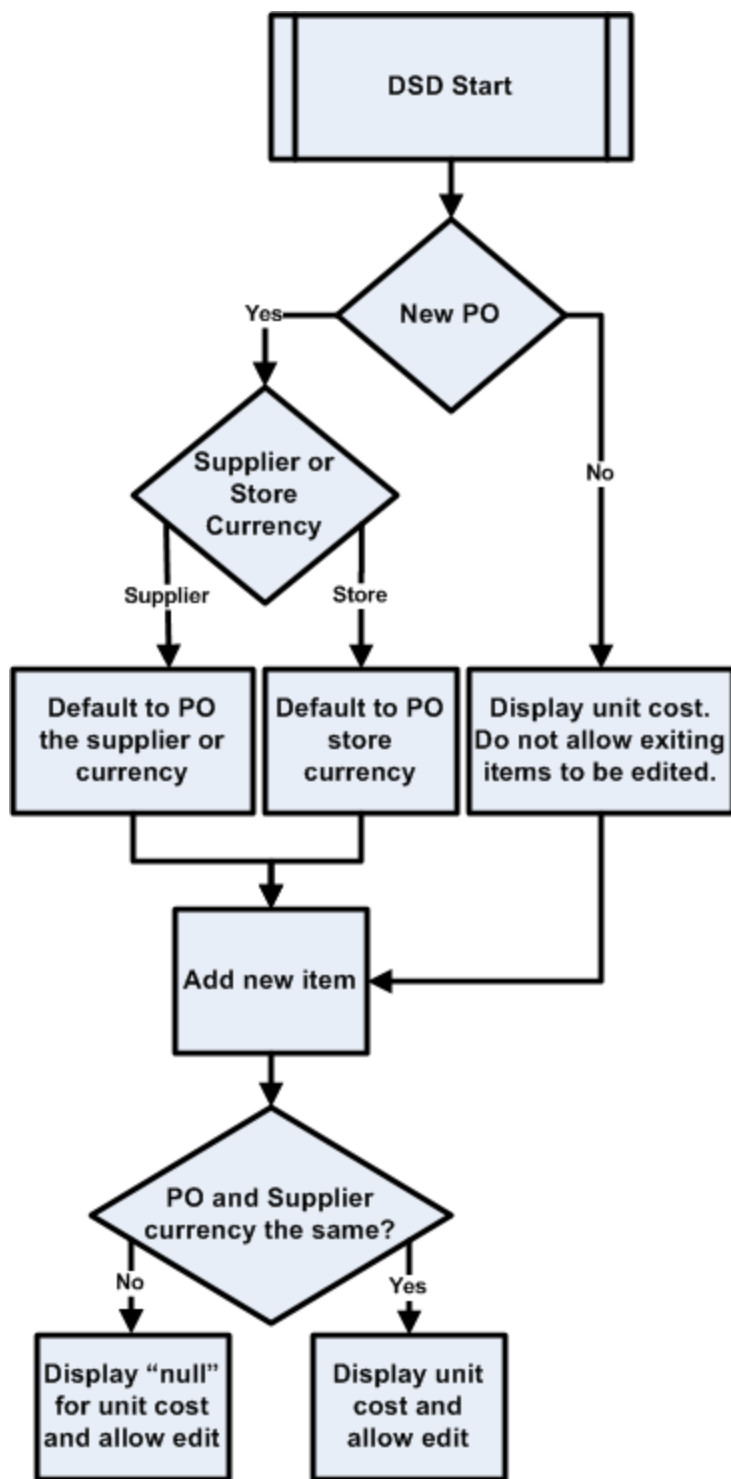 DSD Start
New PO
Yes
No
Supplier or
Store
Currency
Supplier
Store
Default to PO
the supplier or
currency
Default to PO
store
currency
Display unit cost.
Do not allow exiting
items to be edited.
Add new item
PO and Supplier
currency the same?
No
Yes
Display “null”
for unit cost
and allow edit
Display unit
cost and
allow edit